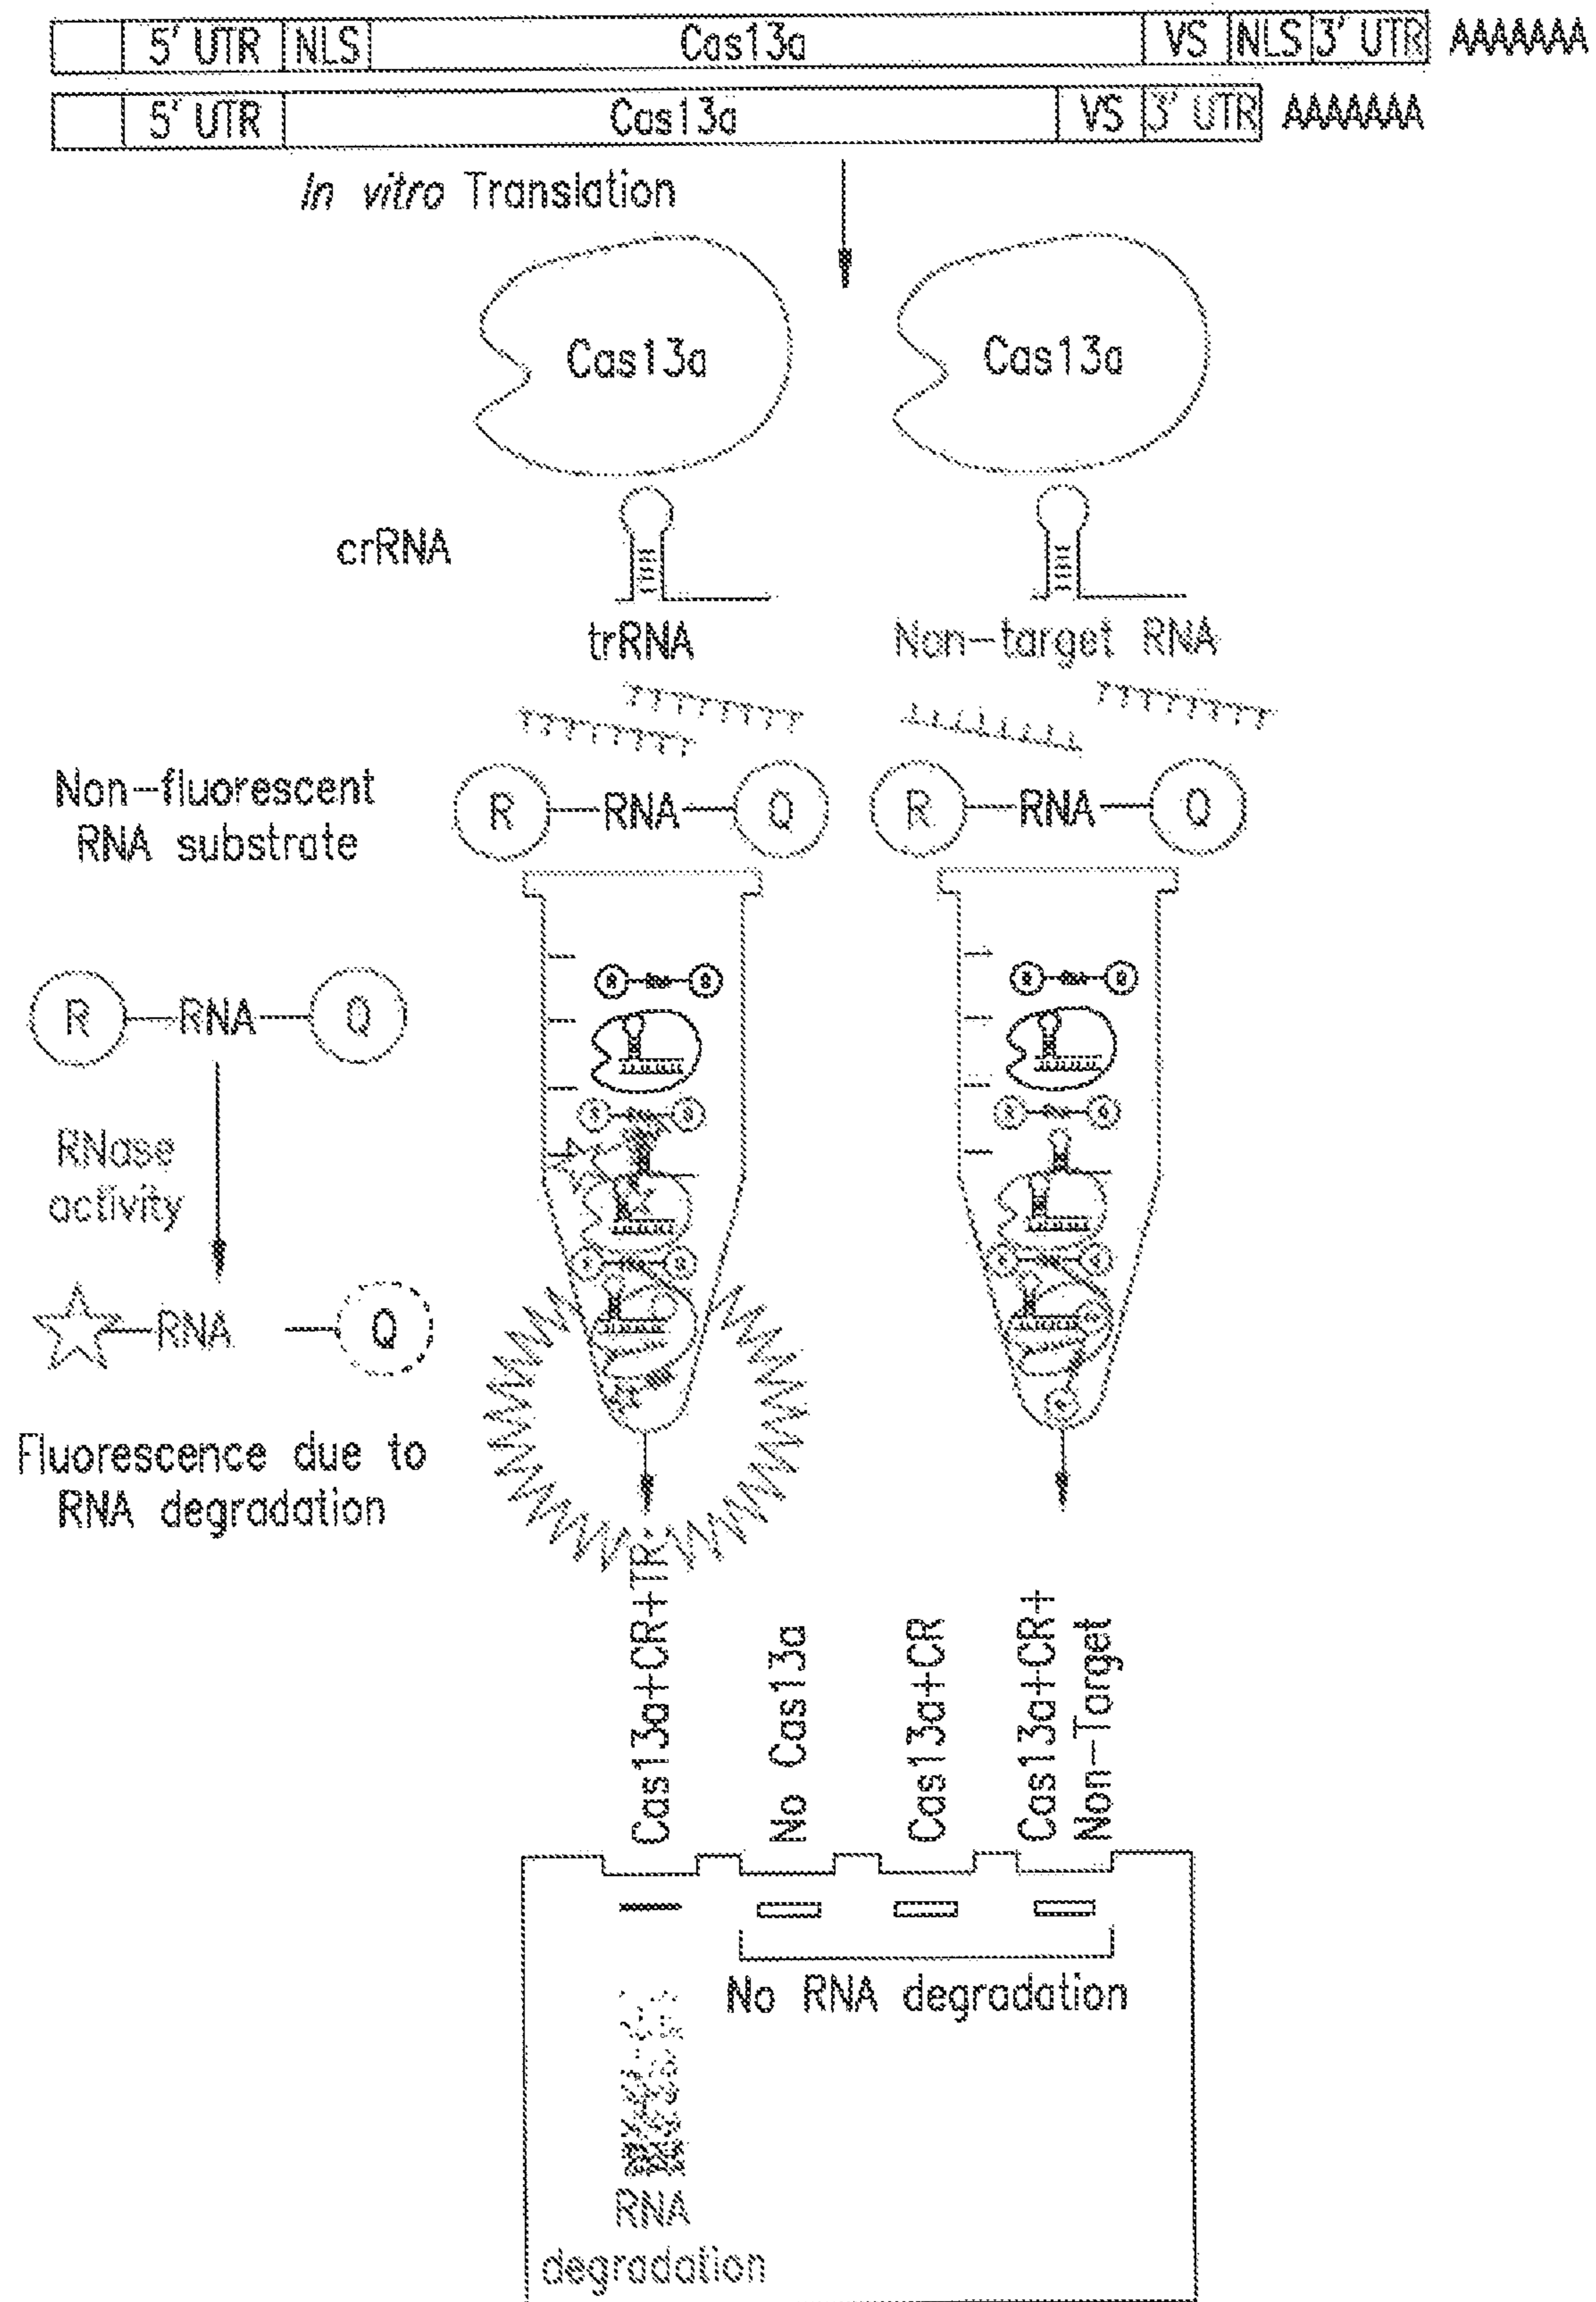 5' UTR NLS Cas13a VS NLS 3' UTR AAAAAAA
5' UTR Cas13a VS 3' UTR AAAAAAA
In vitro Translation
Cas13a Cas13a
crRNA
trRNA Non-target RNA
Non-fluorescent
RNA substrate
R RNA Q R RNA Q
R RNA Q
RNase
activity
RNA Q
Fluorescence due to
RNA degradation
Cas13a+CR+TR
No Cas13a
Cas13a+CR
Cas13a+CR+
Non-Target
No RNA degradation
RNA
degradation